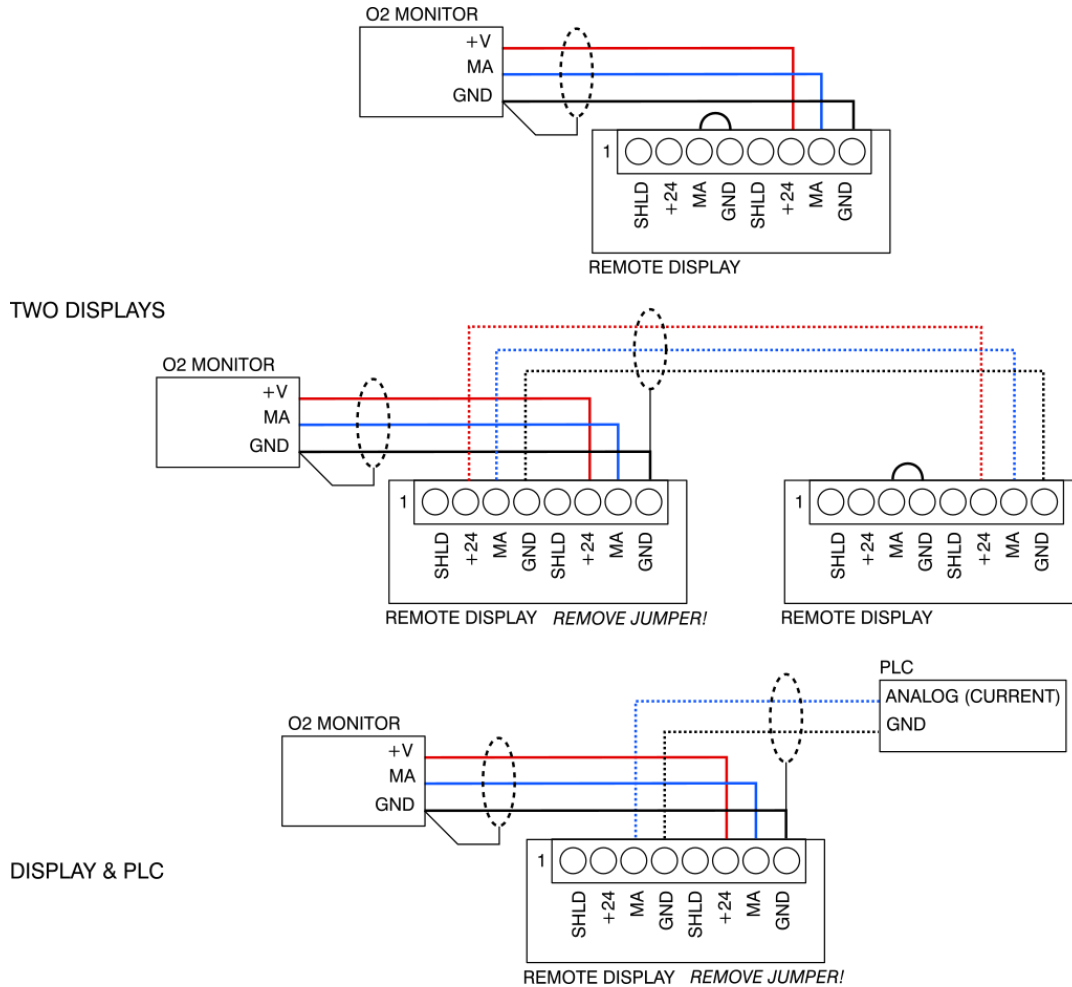 O2 MONITOR
+V
MA
GND
1
SHLD
+24
MA
GND
SHLD
+24
MA
GND
REMOTE DISPLAY
TWO DISPLAYS
O2 MONITOR
+V
MA
GND
1
SHLD
+24
MA
GND
SHLD
+24
MA
GND
REMOTE DISPLAY REMOVE JUMPER!
1
SHLD
+24
MA
GND
SHLD
+24
MA
GND
REMOTE DISPLAY
PLC
ANALOG (CURRENT)
GND
O2 MONITOR
+V
MA
GND
1
SHLD
+24
MA
GND
SHLD
+24
MA
GND
DISPLAY & PLC
REMOTE DISPLAY REMOVE JUMPER!